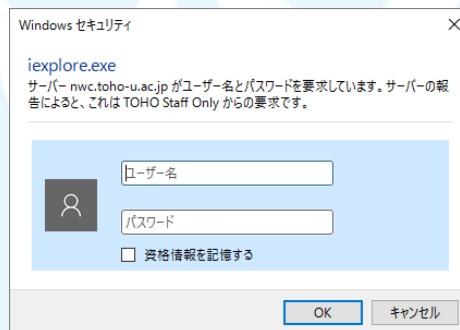 Windows セキュリティ
iexplore.exe
サーバー nwc.toho-u.ac.jp がユーザー名とパスワードを要求しています。サーバーの報
告によると、これは TOHO Staff Only からの要求です。
ユーザー名
パスワード
資格情報を記憶する
OK キャンセル